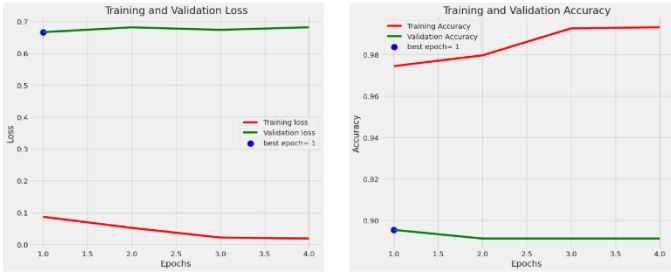 Training and Validation Loss
0.7
0.6
0.5
0.4
0.3
0.2
0.1
0.0
Loss
Training loss
Validation loss
best epoch= 1
1.0 1.5 2.0 2.5 3.0 3.5 4.0
Epochs
Training and Validation Accuracy
Training Accuracy
Validation Accuracy
best epoch= 1
0.98
0.96
0.94
0.92
0.90
Accuracy
1.0 1.5 2.0 2.5 3.0 3.5 4.0
Epochs